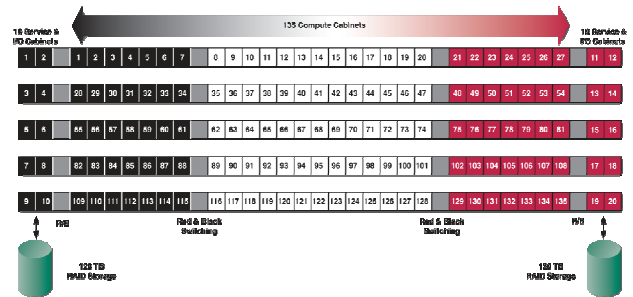 135 Compute Cabinets
10 Service &
I/O Cabinets
10 Service &
I/O Cabinets
1 2 1 2 3 4 5 6 7 8 9 10 11 12 13 14 15 16 17 18 19 20 21 22 23 24 25 26 27 11 12
3 4 28 29 30 31 32 33 34 35 36 37 38 39 40 41 42 43 44 45 46 47 48 49 50 51 52 53 54 13 14
5 6 55 56 57 58 59 60 61 62 63 64 65 66 67 68 69 70 71 72 73 74 75 76 77 78 79 80 81 15 16
7 8 82 83 84 85 86 87 88 89 90 91 92 93 94 95 96 97 98 99 100 101 102 103 104 105 106 107 108 17 18
9 10 109 110 111 112 113 114 115 116 117 118 119 120 121 122 123 124 125 126 127 128 129 130 131 132 133 134 135 19 20
R/B
Red & Black
Switching
Red & Black
Switching
R/B
120 TB
RAID Storage
120 TB
RAID Storage